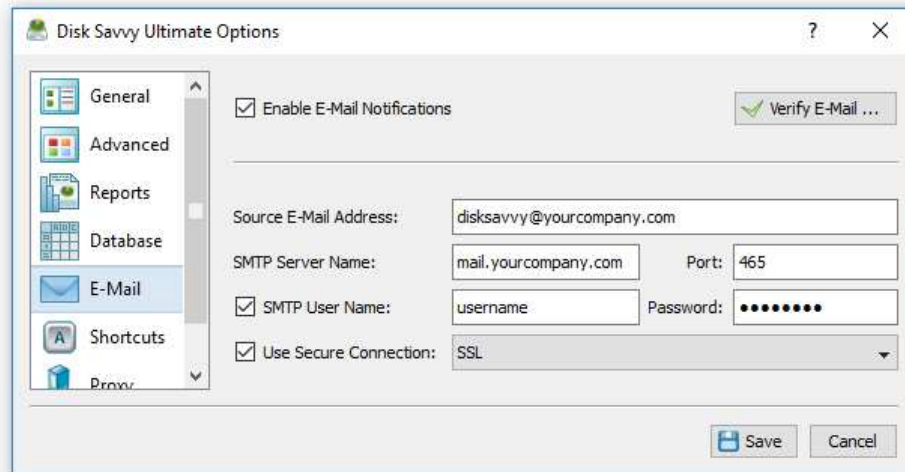 Disk Savvy Ultimate Options
General
Advanced
Reports
Database
E-Mail
A
Shortcuts
Proxy
Enable E-Mail Notifications
Verify E-Mail ...
Source E-Mail Address: disksavvy@yourcompany.com
SMTP Server Name: mail.yourcompany.com Port: 465
SMTP User Name: username Password: ●●●●●●●●
Use Secure Connection: SSL
Save Cancel